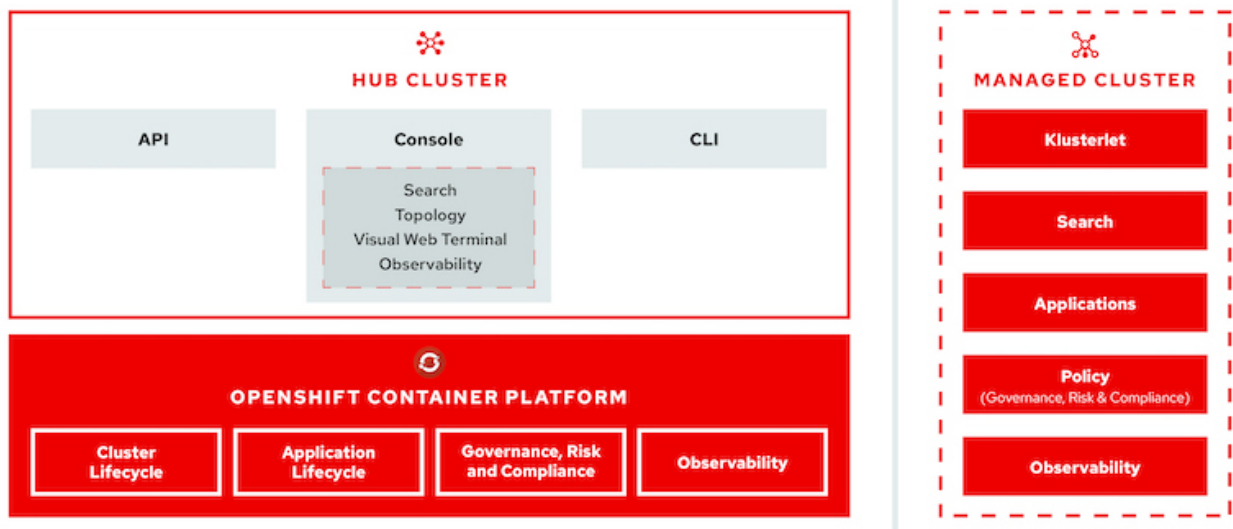 HUB CLUSTER
API
Console
Search
Topology
Visual Web Terminal
Observability
CLI
OPENSHIFT CONTAINER PLATFORM
Cluster
Lifecycle
Application
Lifecycle
Governance, Risk
and Compliance
Observability
MANAGED CLUSTER
Klusterlet
Search
Applications
Policy
(Governance, Risk & Compliance)
Observability